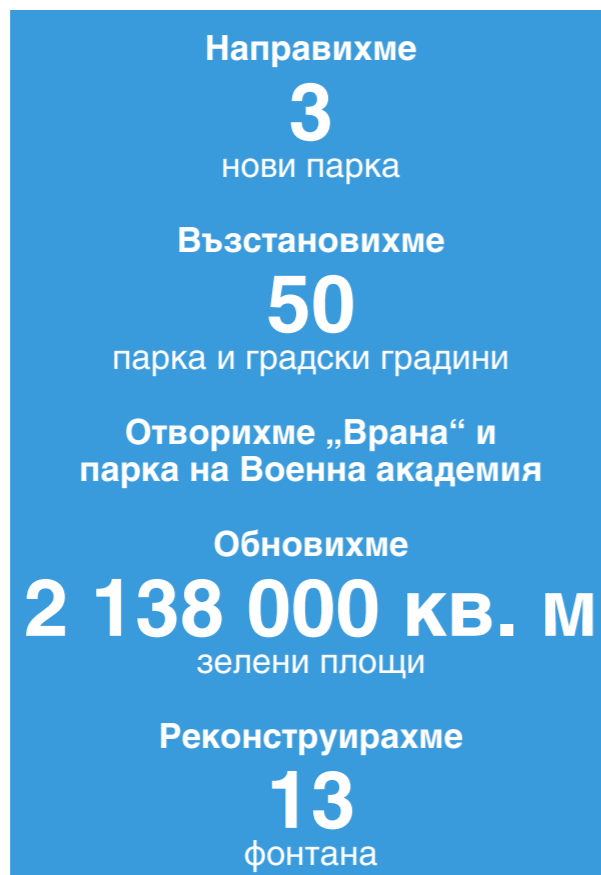 Направихме
3
нови парка
Възстановихме
50
парка и градски градини
Отворихме „Врана“ и
парка на Военна академия
Обновихме
2 138 000 кв. м
зелени площи
Реконструирахме
13
фонтана